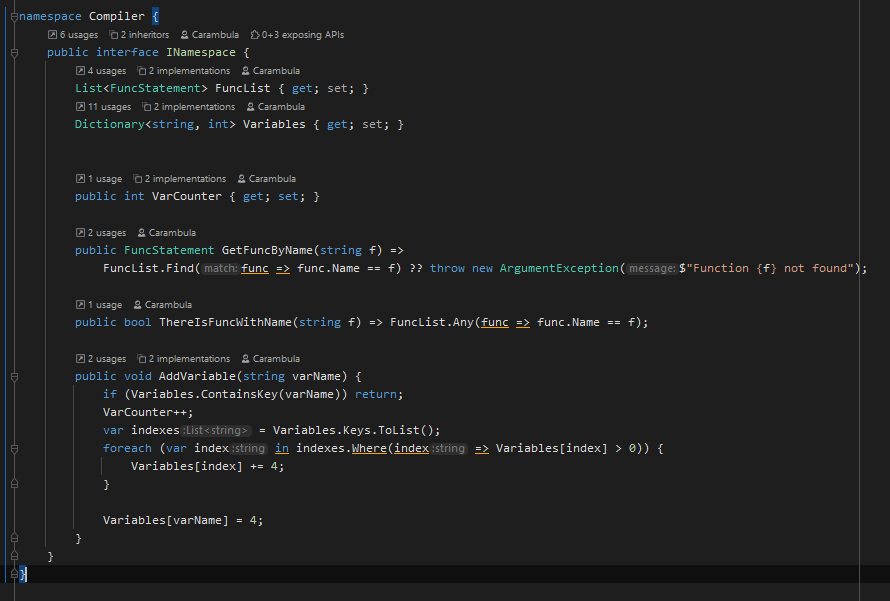 namespace Compiler {
6 usages 2 inheritors Carambula 0+3 exposing APIs
public interface INamespace {
4 usages 2 implementations Carambula
List<FuncStatement> FuncList { get; set; }
11 usages 2 implementations Carambula
Dictionary<string, int> Variables { get; set; }
1 usage 2 implementations Carambula
public int VarCounter { get; set; }
2 usages Carambula
public FuncStatement GetFuncByName(string f) =>
FuncList.Find( match: func => func.Name == f) ?? throw new ArgumentException( message: $"Function {f} not found");
1 usage Carambula
public bool ThereIsFuncWithName(string f) => FuncList.Any(func => func.Name == f);
2 usages 2 implementations Carambula
public void AddVariable(string varName) {
if (Variables.ContainsKey(varName)) return;
VarCounter++;
var indexes :List<string> = Variables.Keys.ToList();
foreach (var index :string in indexes.Where(index :string => Variables[index] > 0)) {
Variables[index] += 4;
}
Variables[varName] = 4;
}
}
}